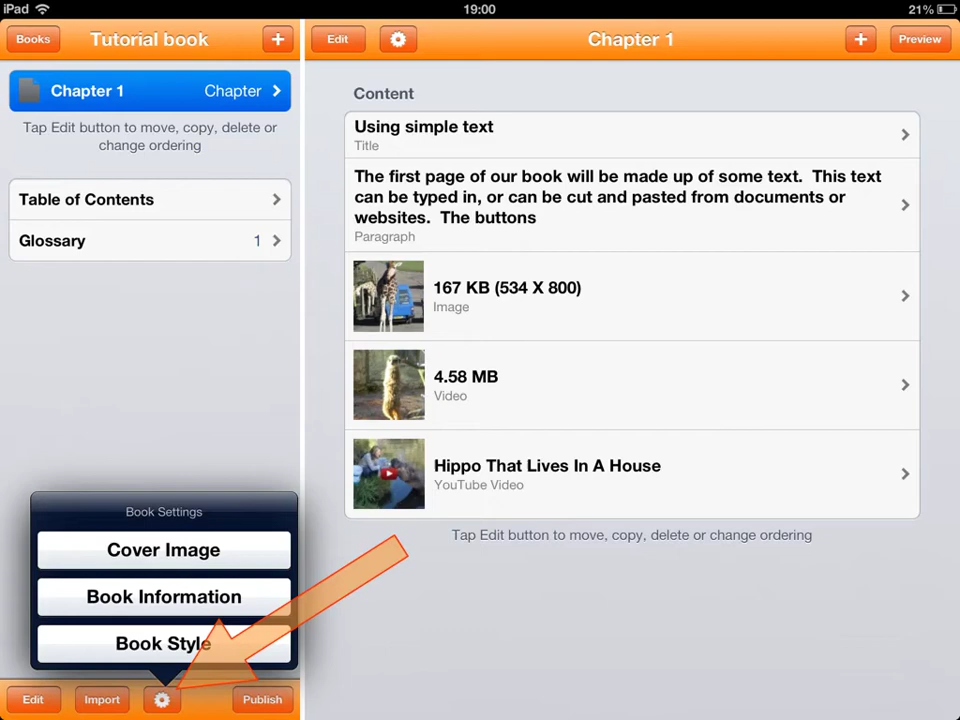 iPad 19:00 21%
Books Tutorial book +
Edit Chapter 1 + Preview
Chapter 1 Chapter
Tap Edit button to move, copy, delete or
change ordering
Table of Contents
Glossary 1
Content
Using simple text
Title
The first page of our book will be made up of some text. This text
can be typed in, or can be cut and pasted from documents or
websites. The buttons
Paragraph
167 KB (534 X 800)
Image
4.58 MB
Video
Hippo That Lives In A House
YouTube Video
Tap Edit button to move, copy, delete or change ordering
Book Settings
Cover Image
Book Information
Book Style
Edit Import Publish